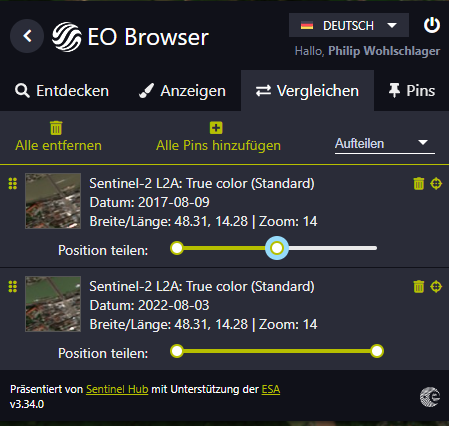 EO Browser
DEUTSCH
Hallo, Philip Wohlschlager
Entdecken
Anzeigen
Vergleichen
Pins
Alle entfernen
Alle Pins hinzufügen
Aufteilen
Sentinel-2 L2A: True color (Standard)
Datum: 2017-08-09
Breite/Länge: 48.31, 14.28 | Zoom: 14
Position teilen:
Sentinel-2 L2A: True color (Standard)
Datum: 2022-08-03
Breite/Länge: 48.31, 14.28 | Zoom: 14
Position teilen:
Präsentiert von Sentinel Hub mit Unterstützung der ESA
v3.34.0